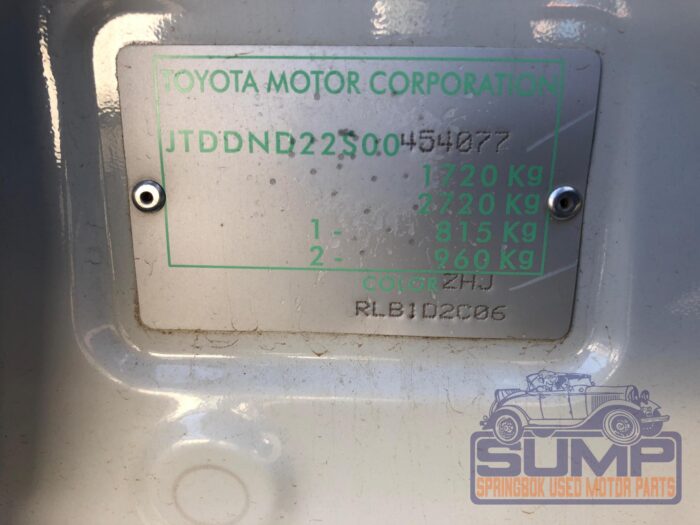 TOYOTA MOTOR CORPORATION
JTDDND22S00454077
1720 Kg
2720 Kg
1 - 815 Kg
2 - 960 Kg
COLOR ZHJ
RLB1D2C06
SUMP
SPRINGBOK USED MOTOR PARTS